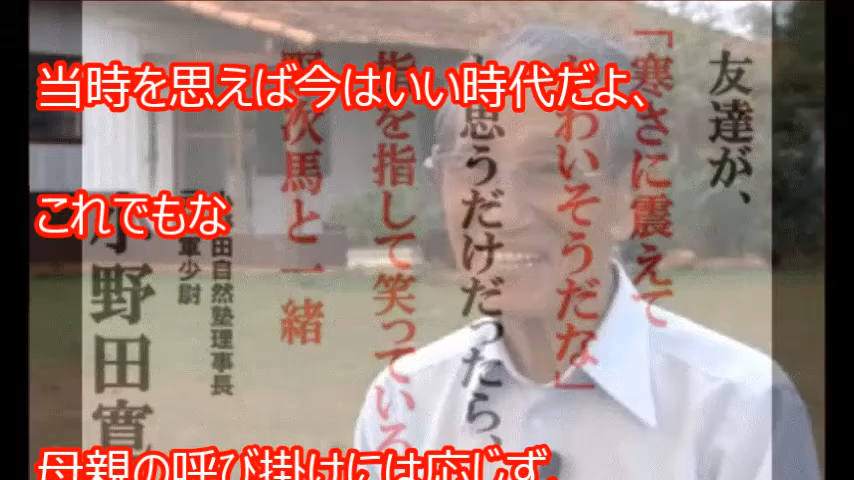 当時を思えば今はいい時代だよ、
これでもな
母親の呼び掛けには応じず、
友達が、
「寒さに震えて
わいそうだな」
と思うだけだったら、
指を指して笑っている
野次馬と一緒
田自然塾理事長
軍少尉
小野田寛